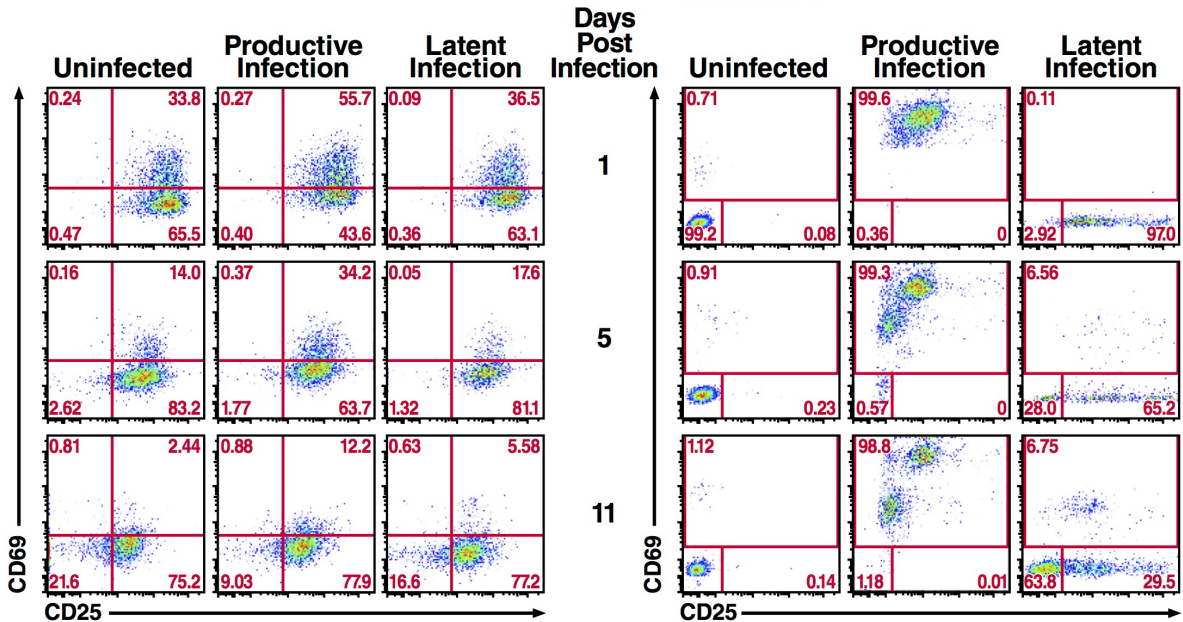 Days
Post
Infection
Uninfected
Productive
Infection
Latent
Infection
Uninfected
Productive
Infection
Latent
Infection
0.24 33.8 0.27 55.7 0.09 36.5 0.71 99.6 0.11
1
0.47 65.5 0.40 43.6 0.36 63.1 99.2 0.08 0.36 0 2.92 97.0
0.16 14.0 0.37 34.2 0.05 176 0.91 99.3 6.56
5
2.62 83.2 1.77 63.7 1.32 81.1 0.23 0.57 0 28.0 65.2
0.81 2.44 0.88 12.2 0.63 5.58 1.12 98.8 6.75
11
21.6 75.2 9.03 779 16.6 772 0.14 1.18 0.01 63.8 29.5
CD69
CD25
CD69
CD25